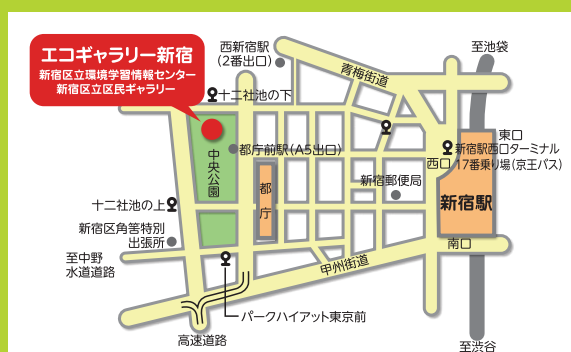 エコギャラリー新宿
新宿区立環境学習情報センター
新宿区立区民ギャラリー
西新宿駅
（2番出口）
青梅街道
至池袋
十二社池の下
中央公園
都庁前駅（A5出口）
都庁
東口
新宿駅西口ターミナル
17番乗り場（京王バス）
西口
新宿郵便局
新宿駅
十二社池の上
新宿区角筈特別
出張所
南口
至中野
水道道路
甲州街道
パークハイアット東京前
高速道路
至渋谷